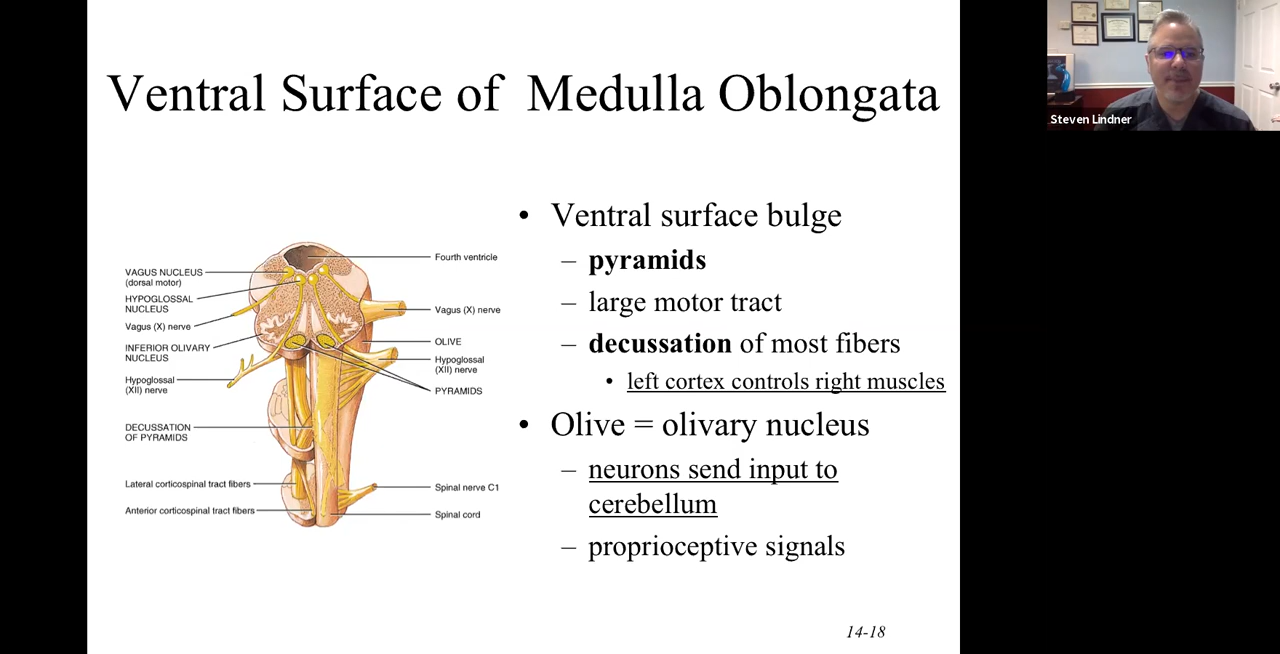 Ventral Surface of Medulla Oblongata
Steven Lindner
• Ventral surface bulge
– pyramids
– large motor tract
– decussation of most fibers
• left cortex controls right muscles
• Olive = olivary nucleus
– neurons send input to
cerebellum
– proprioceptive signals
VAGUS NUCLEUS
(dorsal motor)
HYPOGLOSSAL
NUCLEUS
Vagus (X) nerve
INFERIOR OLIVARY
NUCLEUS
Hypoglossal
(XII) nerve
DECUSSATION
OF PYRAMIDS
Lateral corticospinal tract fibers
Anterior corticospinal tract fibers
Fourth ventricle
Vagus (X) nerve
OLIVE
Hypoglossal
(XII) nerve
PYRAMIDS
Spinal nerve C1
Spinal cord
14-18